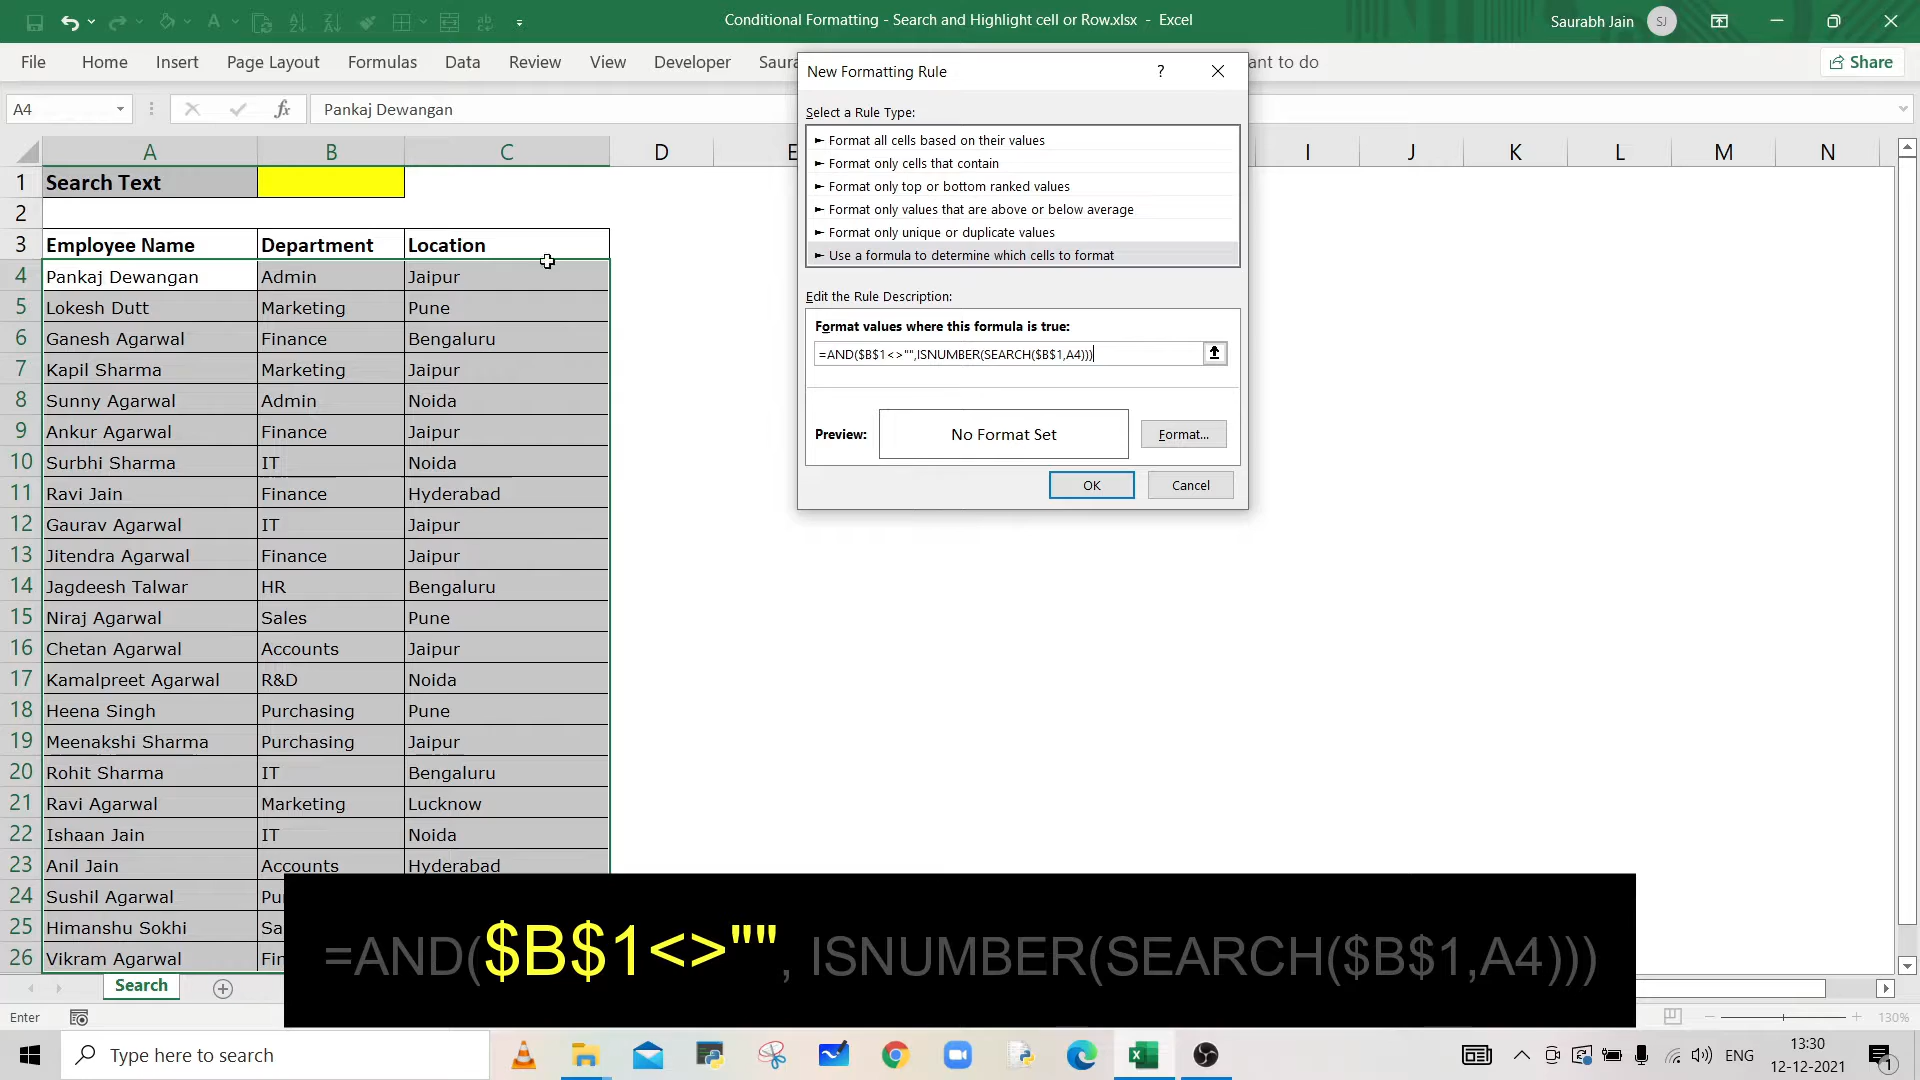 Conditional Formatting - Search and Highlight cell or Row.xlsx - Excel
Saurabh Jain SJ
File Home Insert Page Layout Formulas Data Review View Developer Saura ant to do Share
A4 fx Pankaj Dewangan
A B C D E I J L M N K
1 Search Text
2
3 Employee Name Department Location
4 Pankaj Dewangan Admin Jaipur
5 Lokesh Dutt Marketing Pune
6 Ganesh Agarwal Finance Bengaluru
7 Kapil Sharma Marketing Jaipur
8 Sunny Agarwal Admin Noida
9 Ankur Agarwal Finance Jaipur
10 Surbhi Sharma IT Noida
11 Ravi Jain Finance Hyderabad
12 Gaurav Agarwal IT Jaipur
13 Jitendra Agarwal Finance Jaipur
14 Jagdeesh Talwar HR Bengaluru
15 Niraj Agarwal Sales Pune
16 Chetan Agarwal Accounts Jaipur
17 Kamalpreet Agarwal R&D Noida
18 Heena Singh Purchasing Pune
19 Meenakshi Sharma Purchasing Jaipur
20 Rohit Sharma IT Bengaluru
21 Ravi Agarwal Marketing Lucknow
22 Ishaan Jain IT Noida
23 Anil Jain Accounts Hyderabad
24 Sushil Agarwal Pu
25 Himanshu Sokhi Sa
26 Vikram Agarwal Fin
New Formatting Rule ?
Select a Rule Type:
► Format all cells based on their values
► Format only cells that contain
► Format only top or bottom ranked values
► Format only values that are above or below average
► Format only unique or duplicate values
► Use a formula to determine which cells to format
Edit the Rule Description:
Format values where this formula is true:
=AND($B$1<>"",ISNUMBER(SEARCH($B$1,A4)))
Preview: No Format Set Format...
OK Cancel
=AND($B$1<>"", ISNUMBER(SEARCH($B$1,A4)))
Search
Enter 130%
Type here to search
ENG
13:30
12-12-2021
1